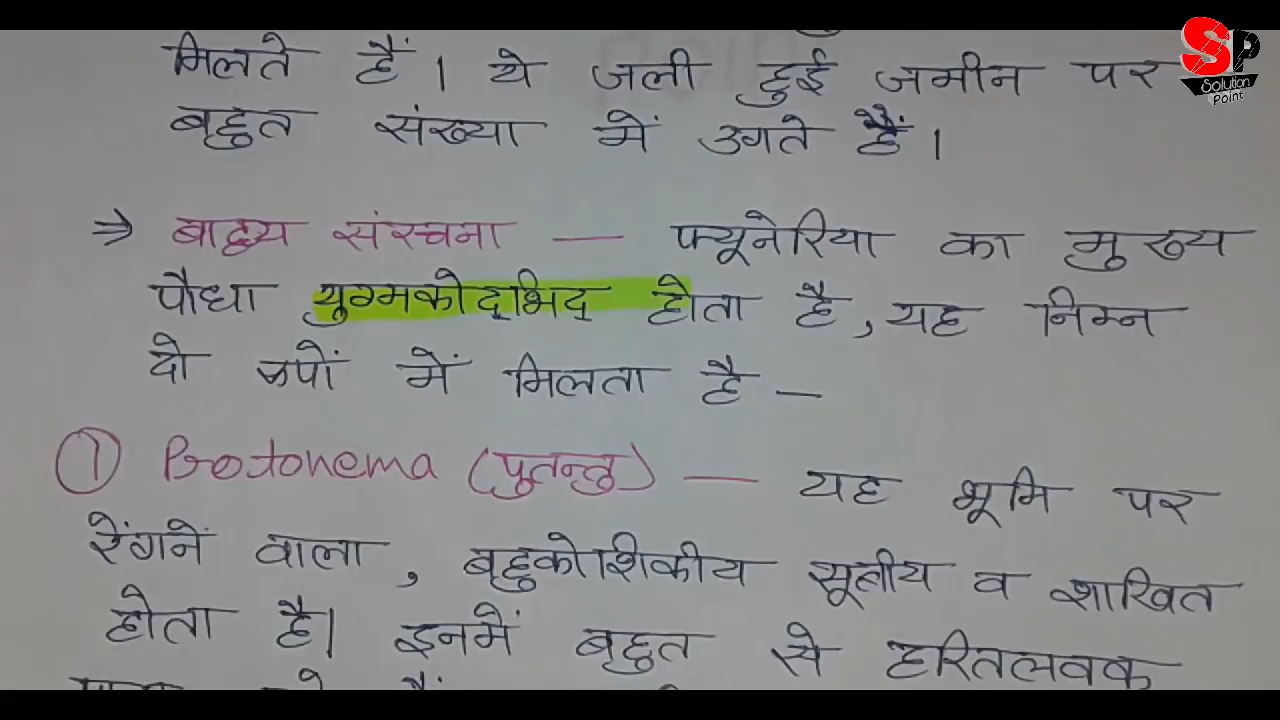 SP
Solution
Point
मिलते हैं। ये जली हुई जमीन पर
बहुत संख्या में उगते हैं।
⇒ बाह्य संरचना — फ्यूनेरिया का मुख्य
पौधा युग्मकोद्भिद् होता है, यह निम्न
दो रूपों में मिलता है —
① Protonema (पुतन्तु) — यह भूमि पर
रेंगनें वाला, बहुकोशिकीय सूत्रीय व शाखित
होता है। इनमें बहुत से हरितलवक